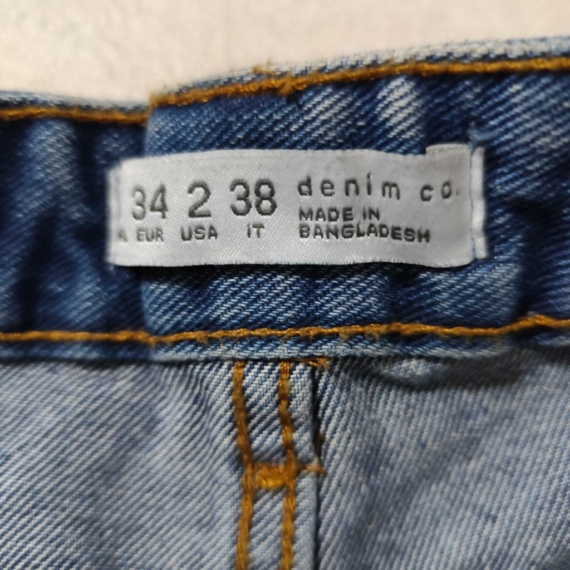 34 2 38 denim co.
EUR USA IT MADE IN
BANGLADESH